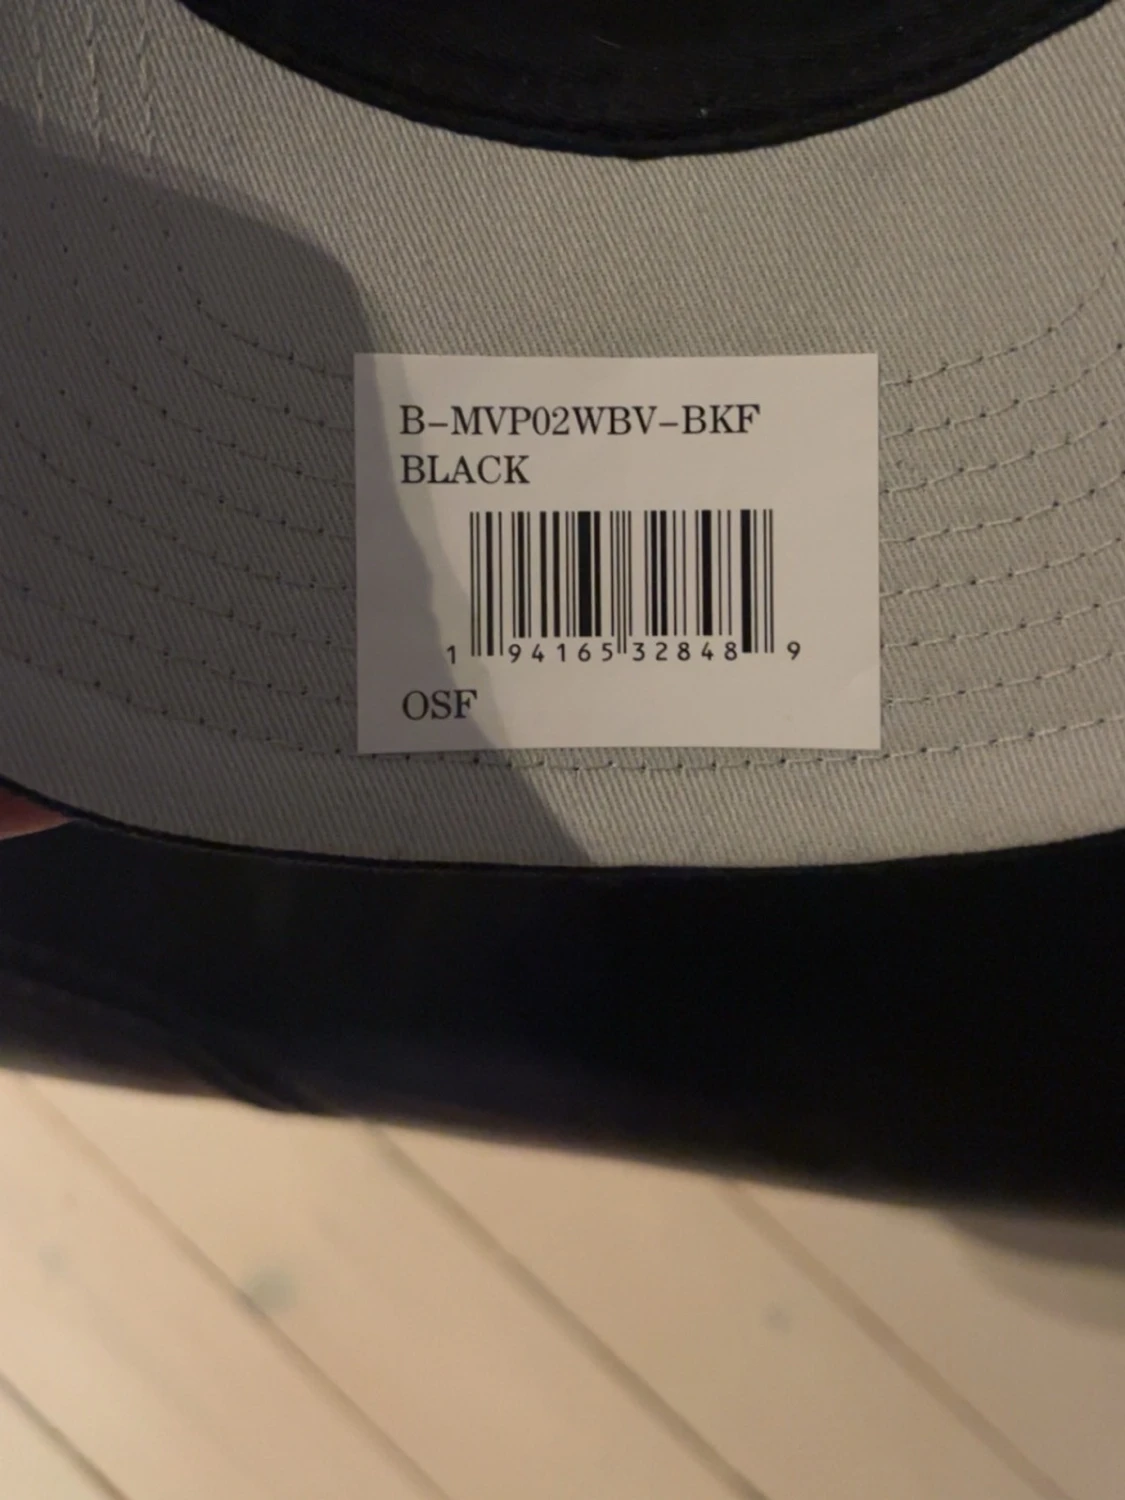 B-MVP02WBV-BKF
BLACK
1 94165 32848 9
OSF